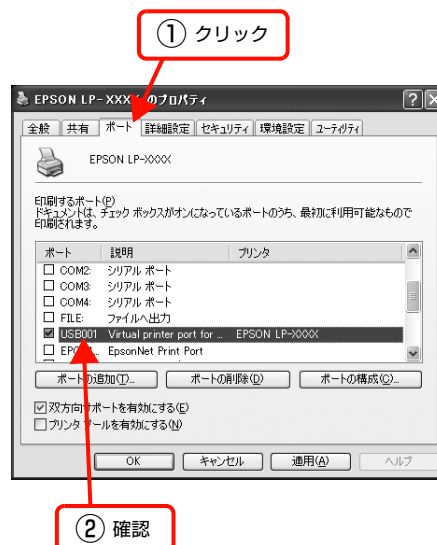 ① クリック
EPSON LP-XXXX のプロパティ
全般 共有 ポート 詳細設定 セキュリティ 環境設定 ユーティリティ
EPSON LP-XXXX
印刷するポート(P)
ドキュメントは、チェック ボックスがオンになっているポートのうち、最初に利用可能なもので
印刷されます。
ポート 説明 プリンタ
COM2: シリアル ポート
COM3: シリアル ポート
COM4: シリアル ポート
FILE: ファイルへ出力
USB001 Virtual printer port for ... EPSON LP-XXXX
EpsonNet Print Port
ポートの追加(T)... ポートの削除(D) ポートの構成(C)...
双方向サポートを有効にする(E)
プリンタ プールを有効にする(N)
OK キャンセル 適用(A) ヘルプ
② 確認